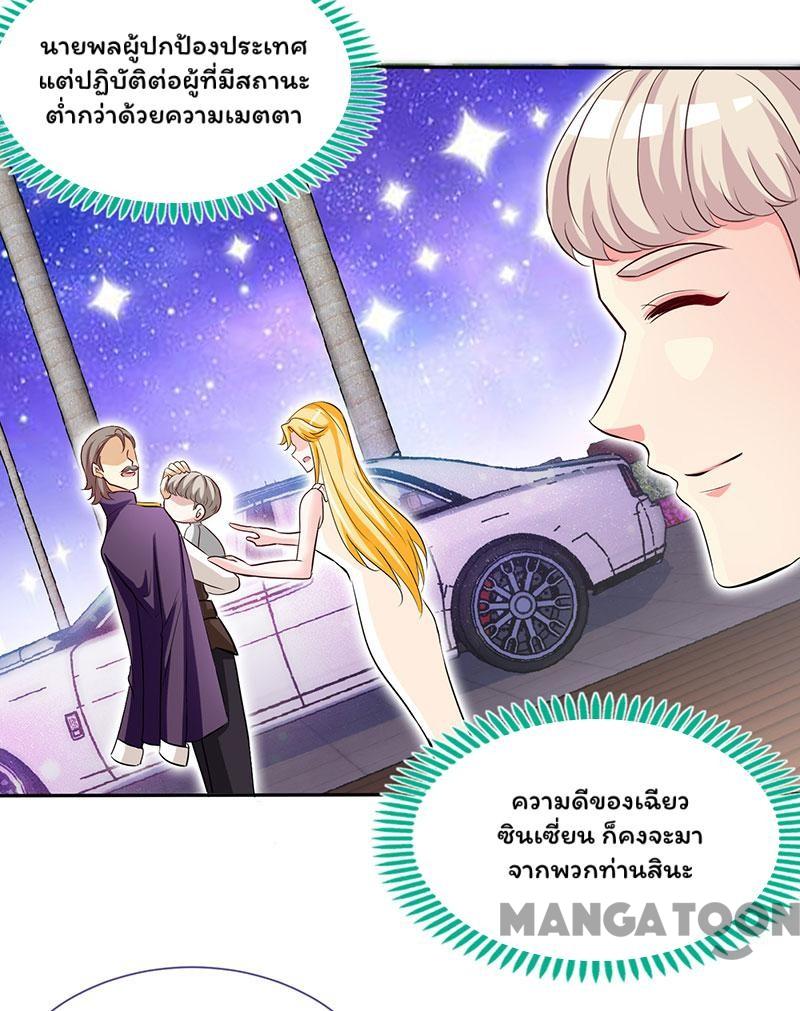 นายพลผู้ปกป้องประเทศ
แต่ปฏิบัติต่อผู้ที่มีสถานะ
ต่ำกว่าด้วยความเมตตา
ความดีของเฉียว
ซินเซี่ยน ก็คงจะมา
จากพวกท่านสินะ
MANGATOON